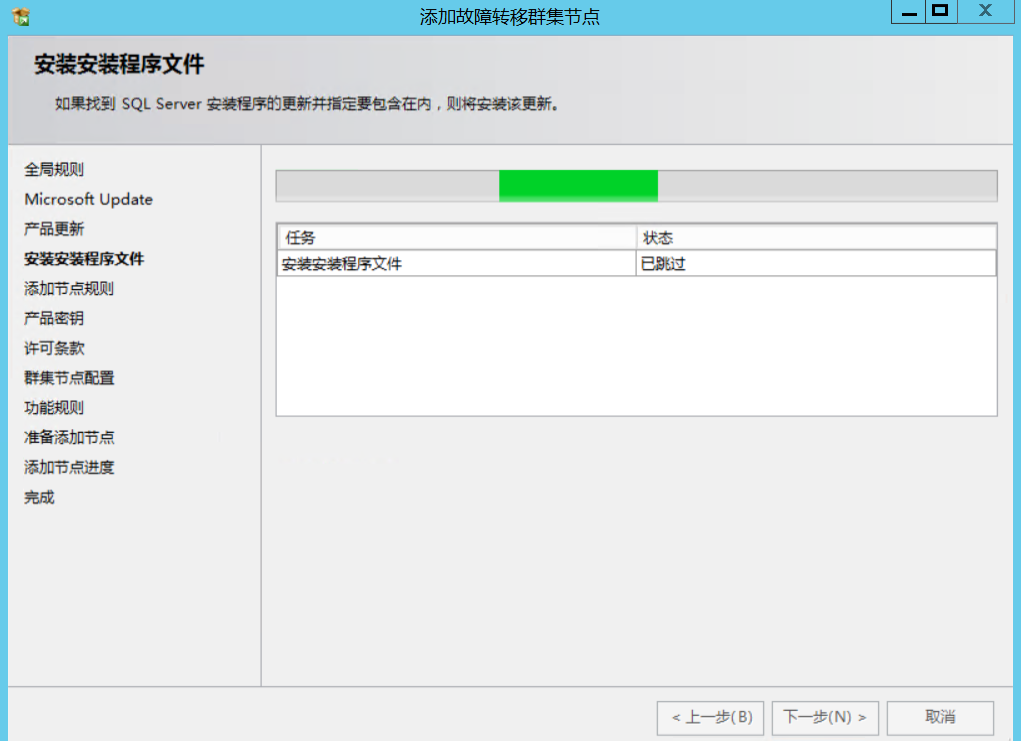 添加故障转移群集节点
X
安装安装程序文件
如果找到 SQL Server 安装程序的更新并指定要包含在内，则将安装该更新。
全局规则
Microsoft Update
产品更新
安装安装程序文件
添加节点规则
产品密钥
许可条款
群集节点配置
功能规则
准备添加节点
添加节点进度
完成
任务 状态
安装安装程序文件 已跳过
< 上一步(B) 下一步(N) > 取消